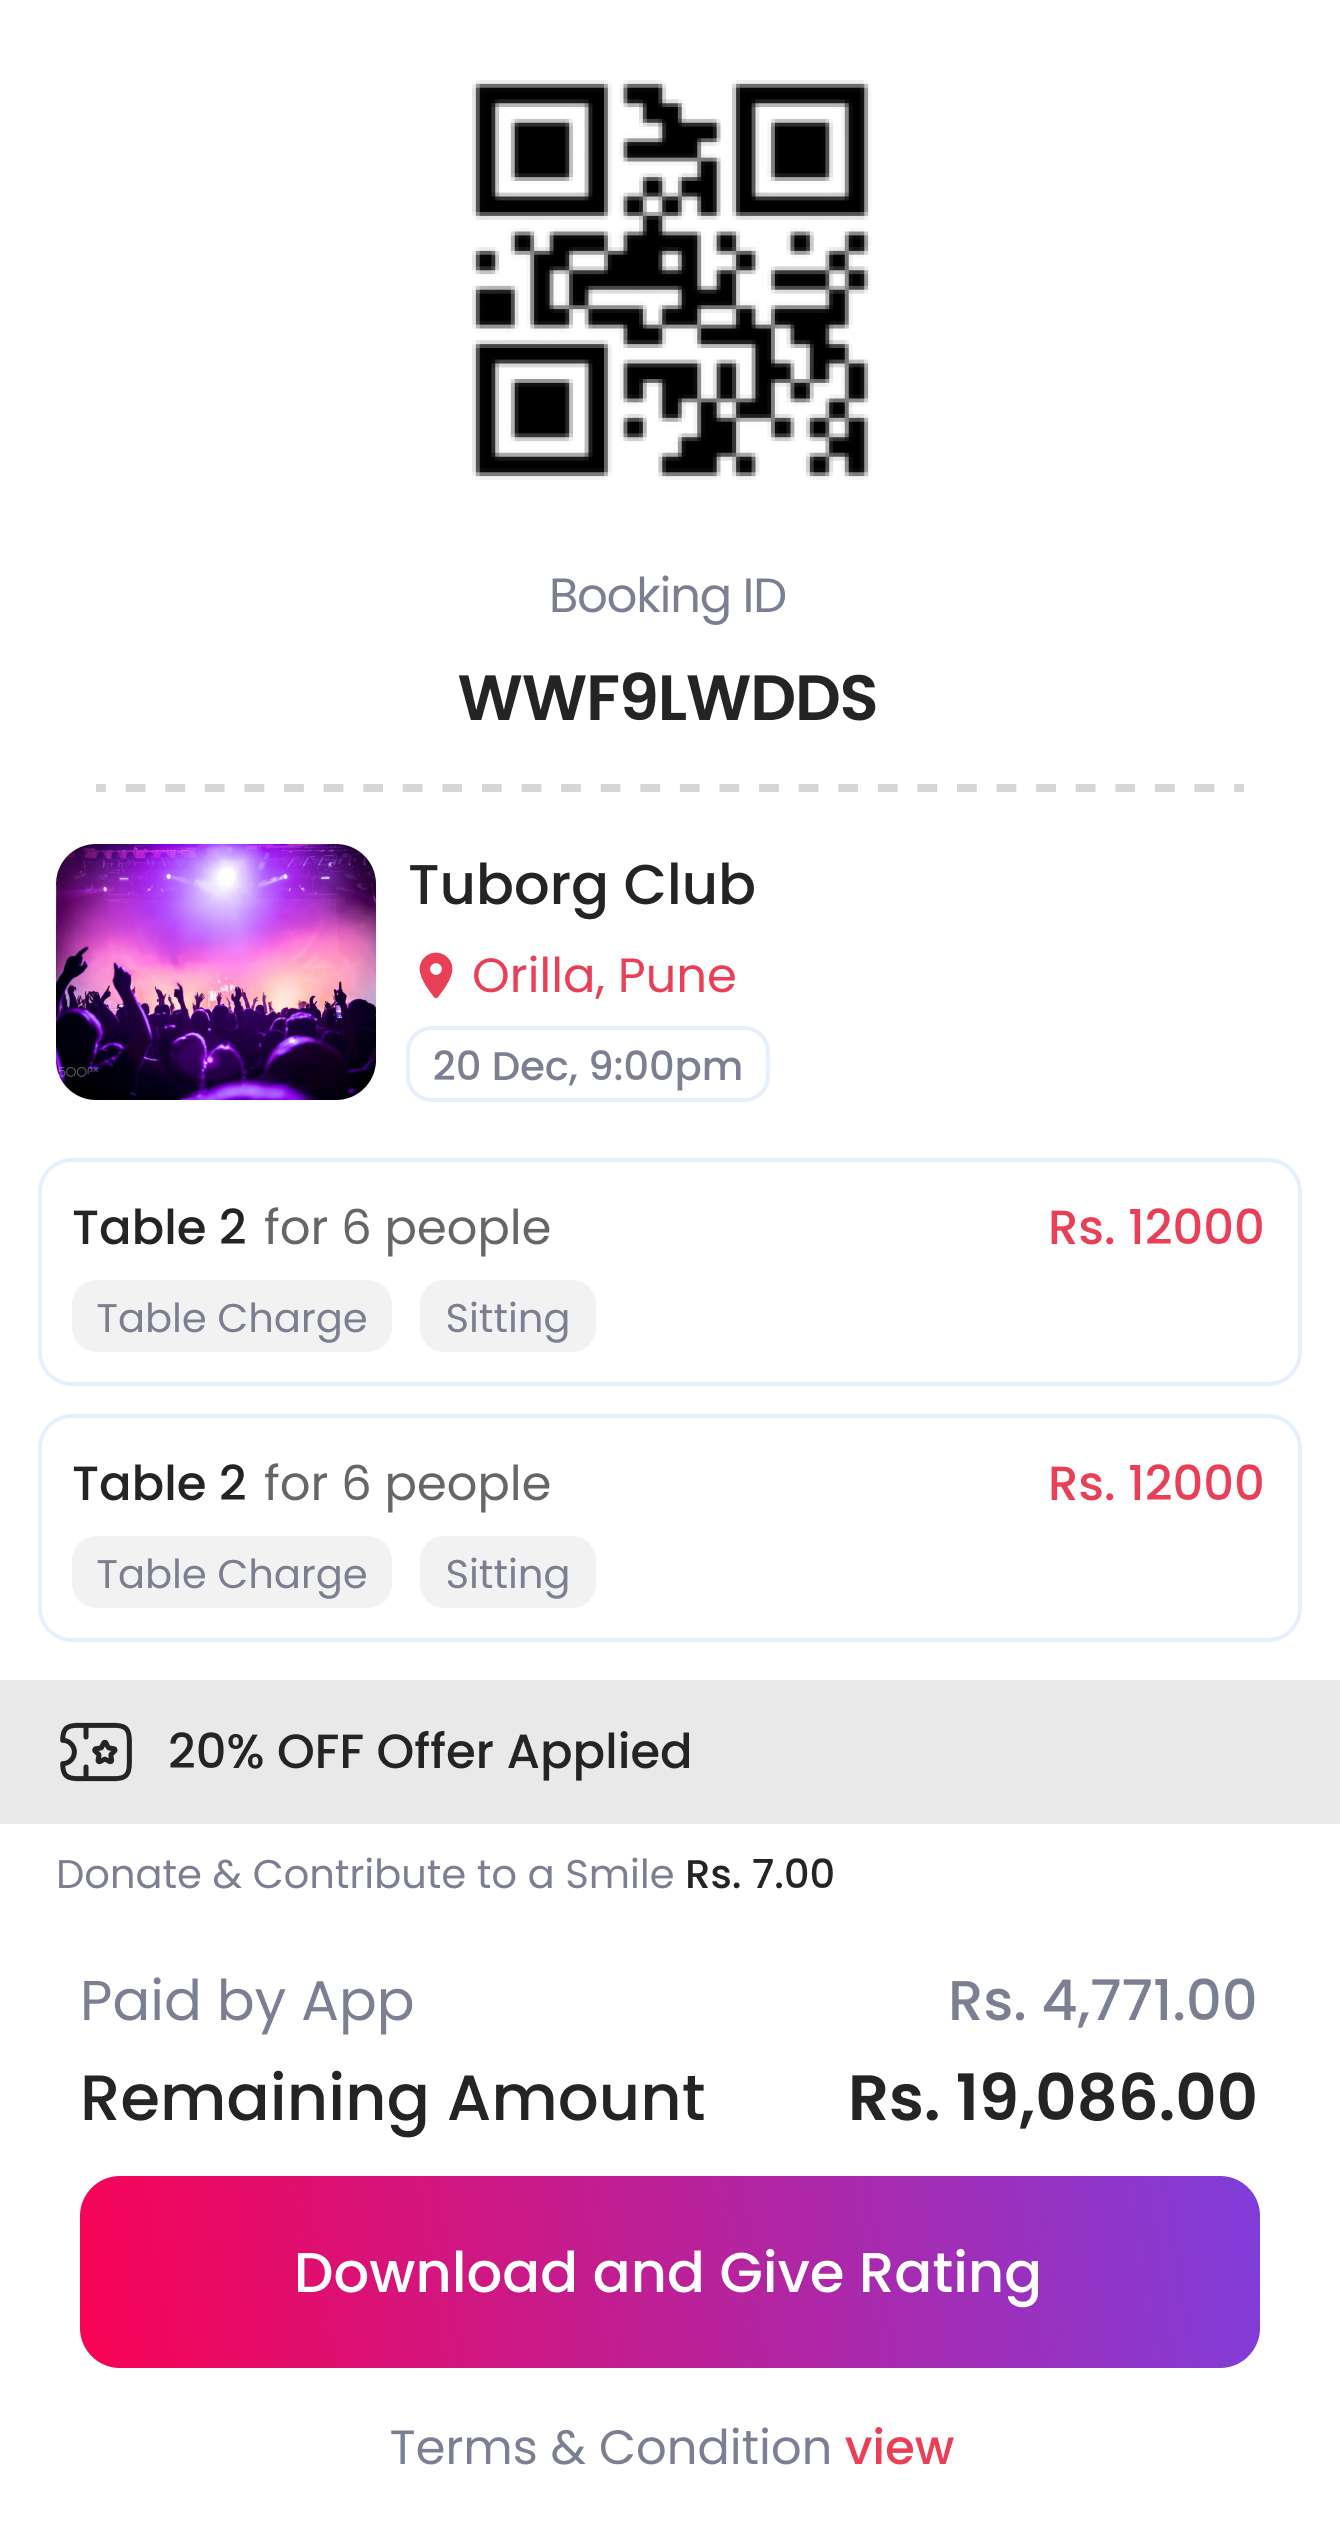 Booking ID
WWF9LWDDS
Tuborg Club
Orilla, Pune
20 Dec, 9:00pm
500px
Table 2 for 6 people Rs. 12000
Table Charge Sitting
Table 2 for 6 people Rs. 12000
Table Charge Sitting
20% OFF Offer Applied
Donate & Contribute to a Smile Rs. 7.00
Paid by App Rs. 4,771.00
Remaining Amount Rs. 19,086.00
Download and Give Rating
Terms & Condition view